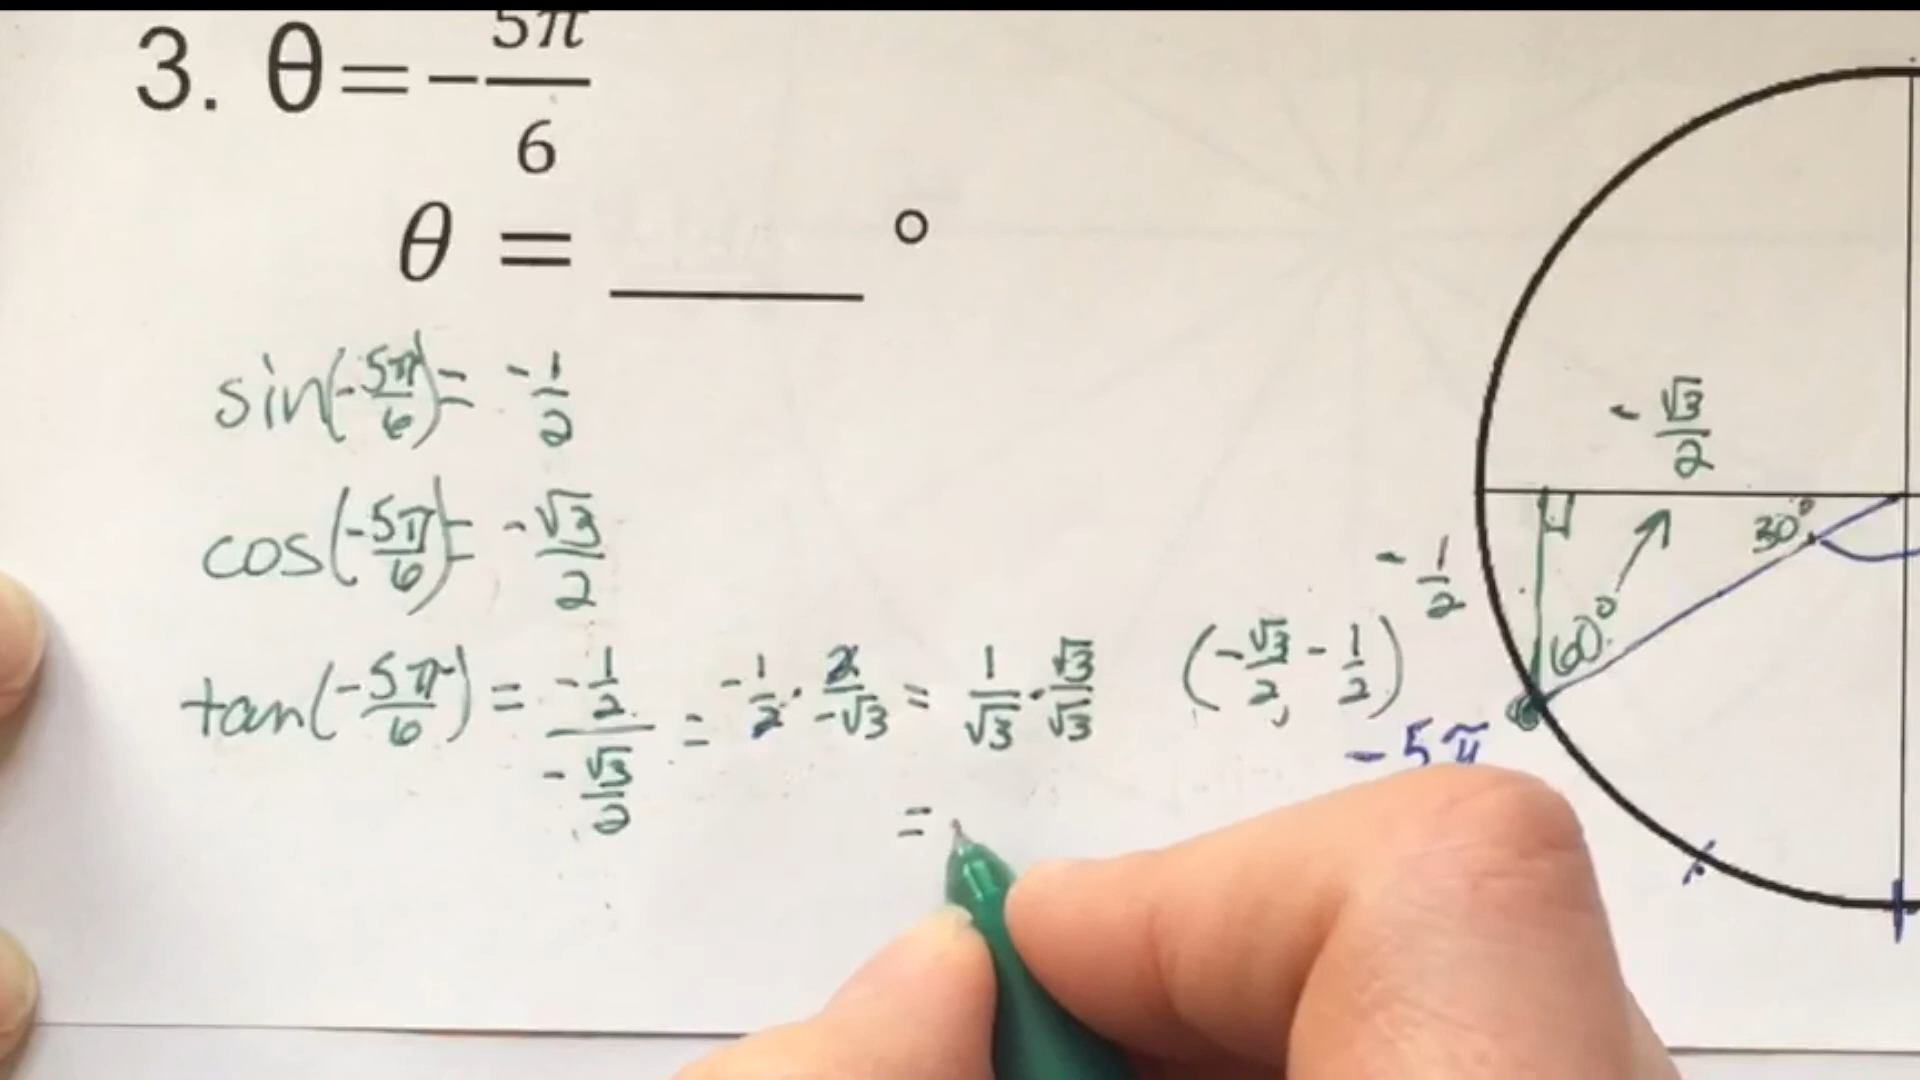 3. θ = - 5π/6
θ = ______ °
sin(-5π/6) = -1/2
cos(-5π/6) = -√3/2
tan(-5π/6) = (-1/2)/(-√3/2) = -1/2 · 2/-√3 = 1/√3 · √3/√3
=
-√3/2
30°
-1/2
60°
(-√3/2, -1/2)
-5π